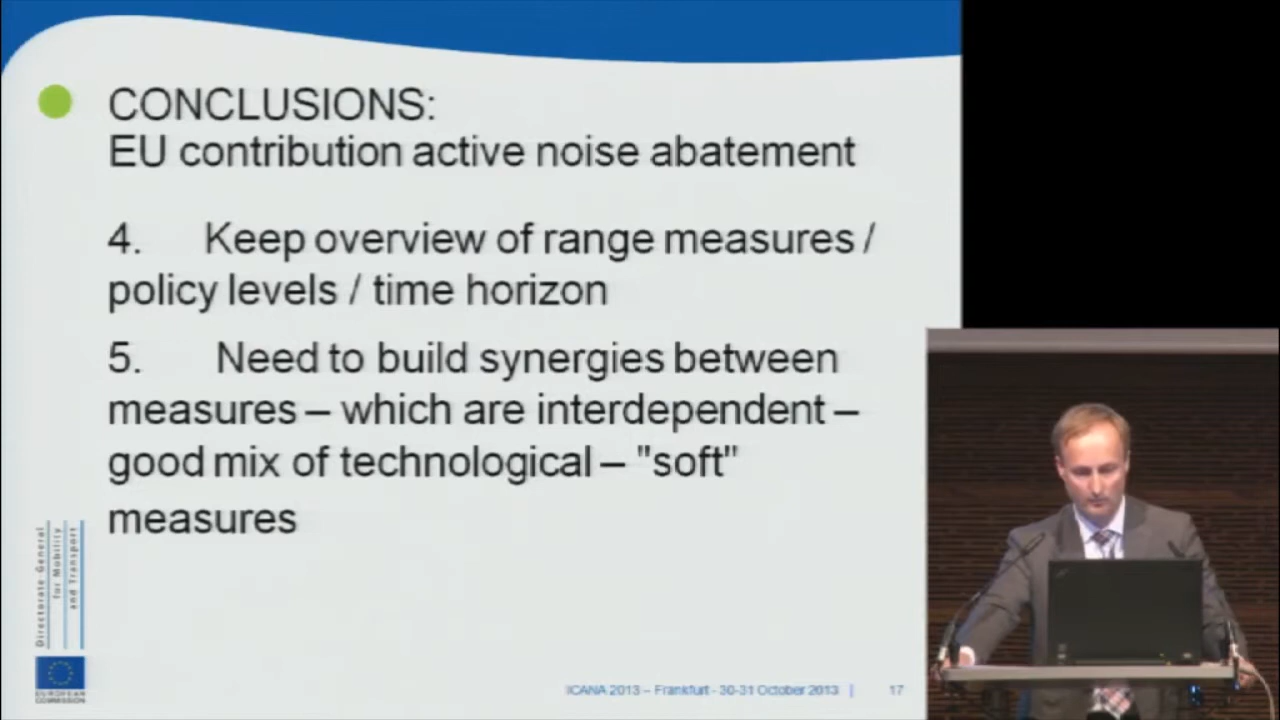 CONCLUSIONS:
EU contribution active noise abatement
4. Keep overview of range measures /
policy levels / time horizon
5. Need to build synergies between
measures – which are interdependent –
good mix of technological – "soft"
measures
Directorate General
for Mobility
and Transport
EUROPEAN
COMMISSION
ICANA 2013 – Frankfurt - 30-31 October 2013 | 17